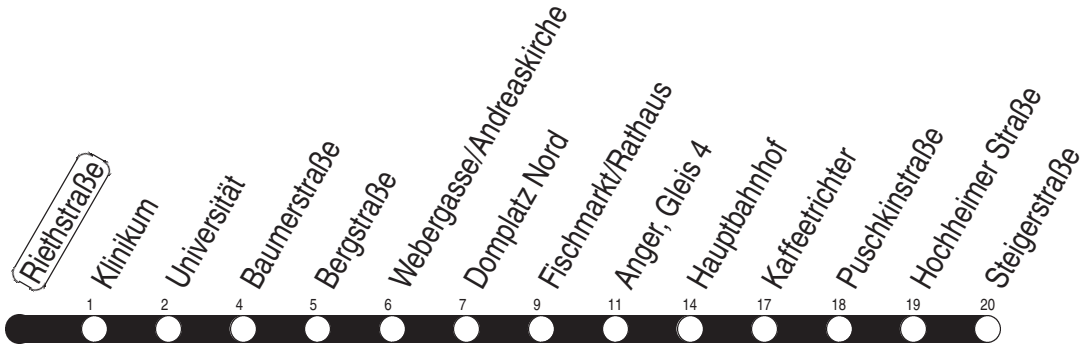 Riethstraße
Klinikum
Universität
Baumerstraße
Bergstraße
Webergasse/Andreaskirche
Domplatz Nord
Fischmarkt/Rathaus
Anger, Gleis 4
Hauptbahnhof
Kaffeetrichter
Puschkinstraße
Hochheimer Straße
Steigerstraße
1 2 4 5 6 7 9 11 14 17 18 19 20